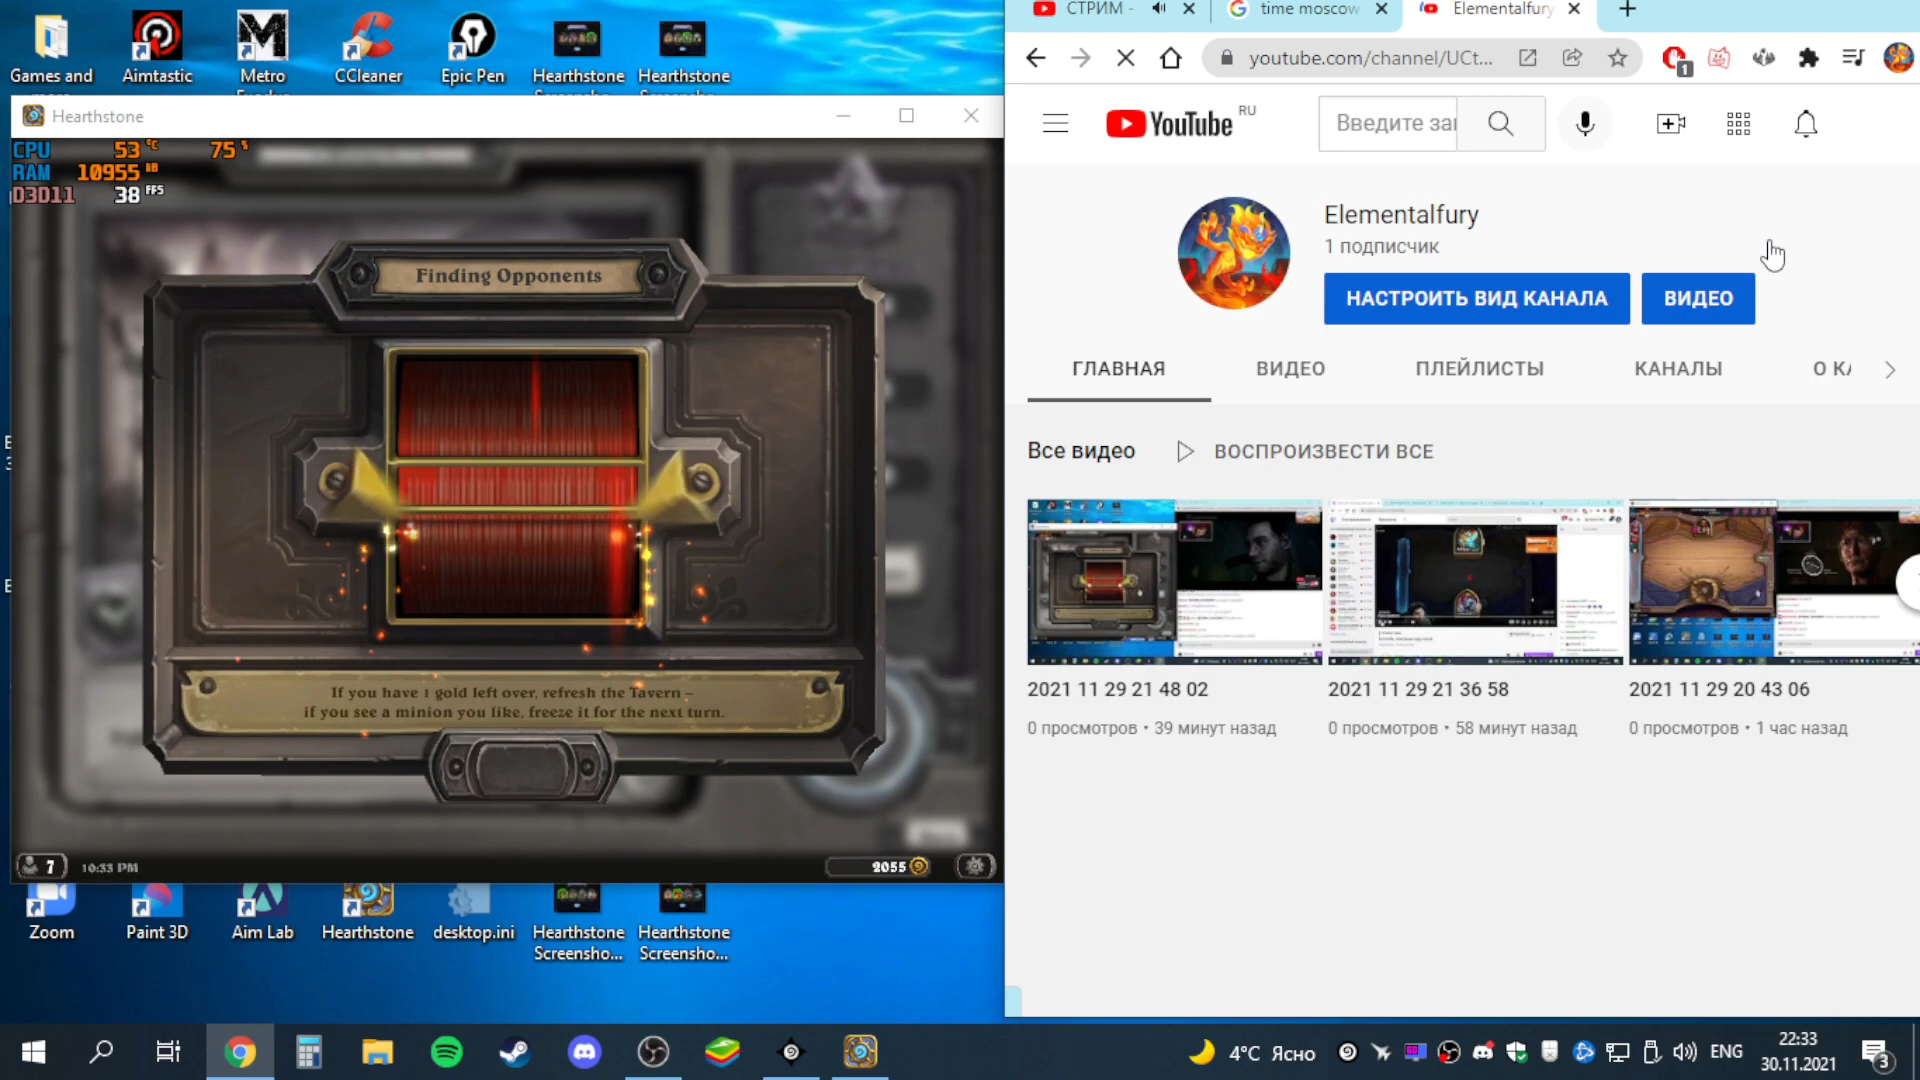 Games and
Aimtastic
Metro
CCleaner
Epic Pen
Hearthstone
Hearthstone
Hearthstone
CPU 53 °C 75 %
RAM 10955 MB
D3D11 38 FPS
Finding Opponents
If you have 1 gold left over, refresh the Tavern –
if you see a minion you like, freeze it for the next turn.
7
10:33 PM
2055
Zoom
Paint 3D
Aim Lab
Hearthstone
desktop.ini
Hearthstone
Screensho...
Hearthstone
Screensho...
СТРИМ -
time moscow
Elementalfury
youtube.com/channel/UCt...
1
YouTube RU
Введите за
Elementalfury
1 подписчик
НАСТРОИТЬ ВИД КАНАЛА
ВИДЕО
ГЛАВНАЯ
ВИДЕО
ПЛЕЙЛИСТЫ
КАНАЛЫ
О КА
Все видео
ВОСПРОИЗВЕСТИ ВСЕ
2021 11 29 21 48 02
0 просмотров • 39 минут назад
2021 11 29 21 36 58
0 просмотров • 58 минут назад
2021 11 29 20 43 06
0 просмотров • 1 час назад
4°C Ясно
ENG
22:33
30.11.2021
3